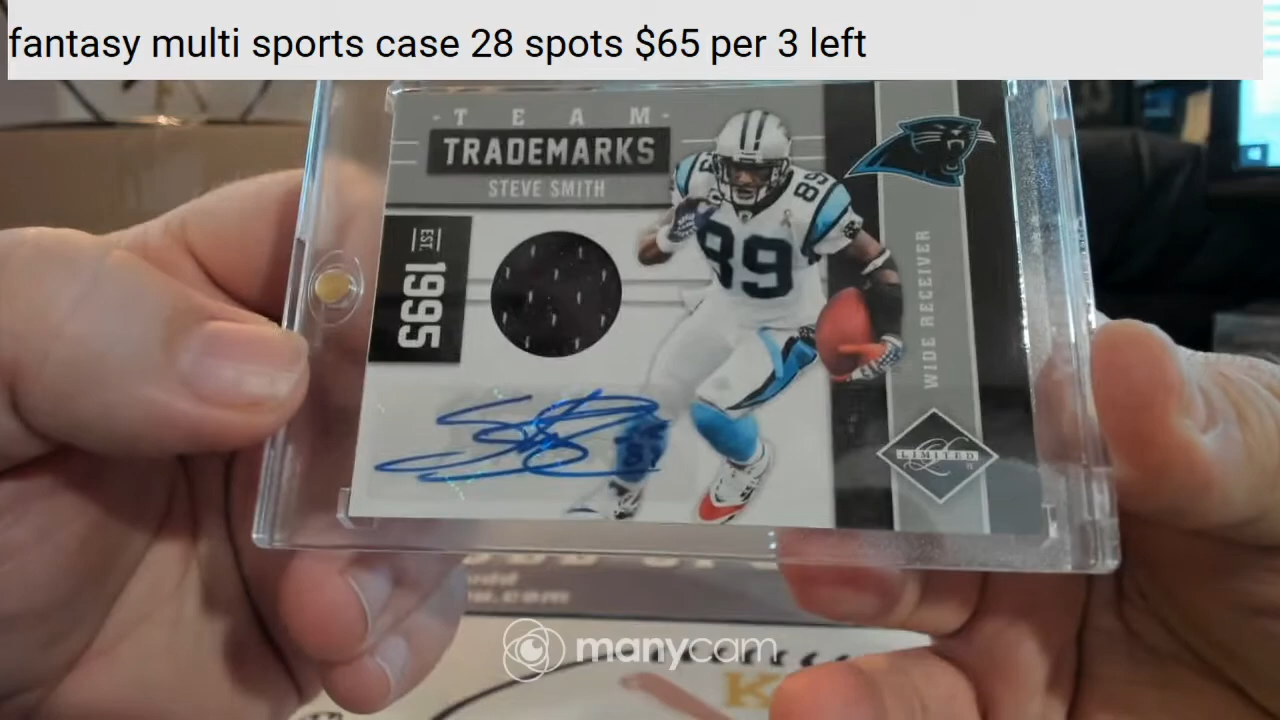 fantasy multi sports case 28 spots $65 per 3 left
- T E A M -
TRADEMARKS
STEVE SMITH
EST. 1995
89
89
WIDE RECEIVER
LIMITED
manycam